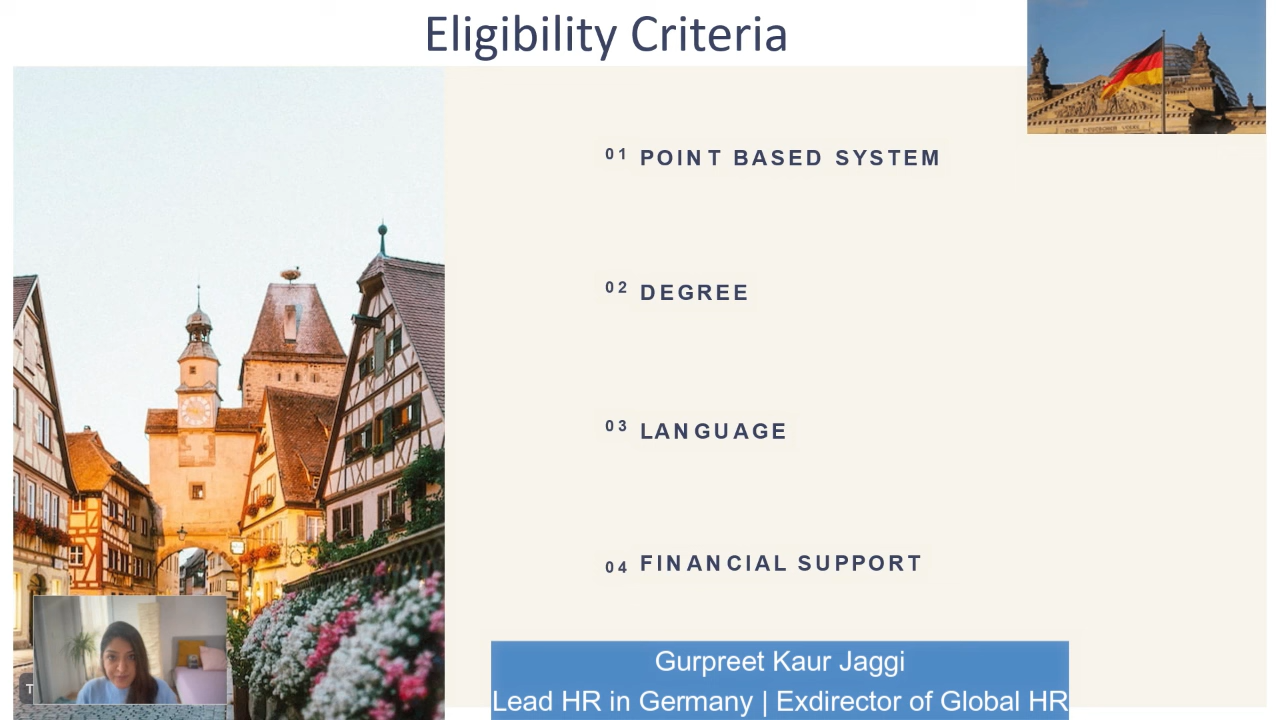 Eligibility Criteria
01 POINT BASED SYSTEM
02 DEGREE
03 LANGUAGE
04 FINANCIAL SUPPORT
T
Gurpreet Kaur Jaggi
Lead HR in Germany | Exdirector of Global HR